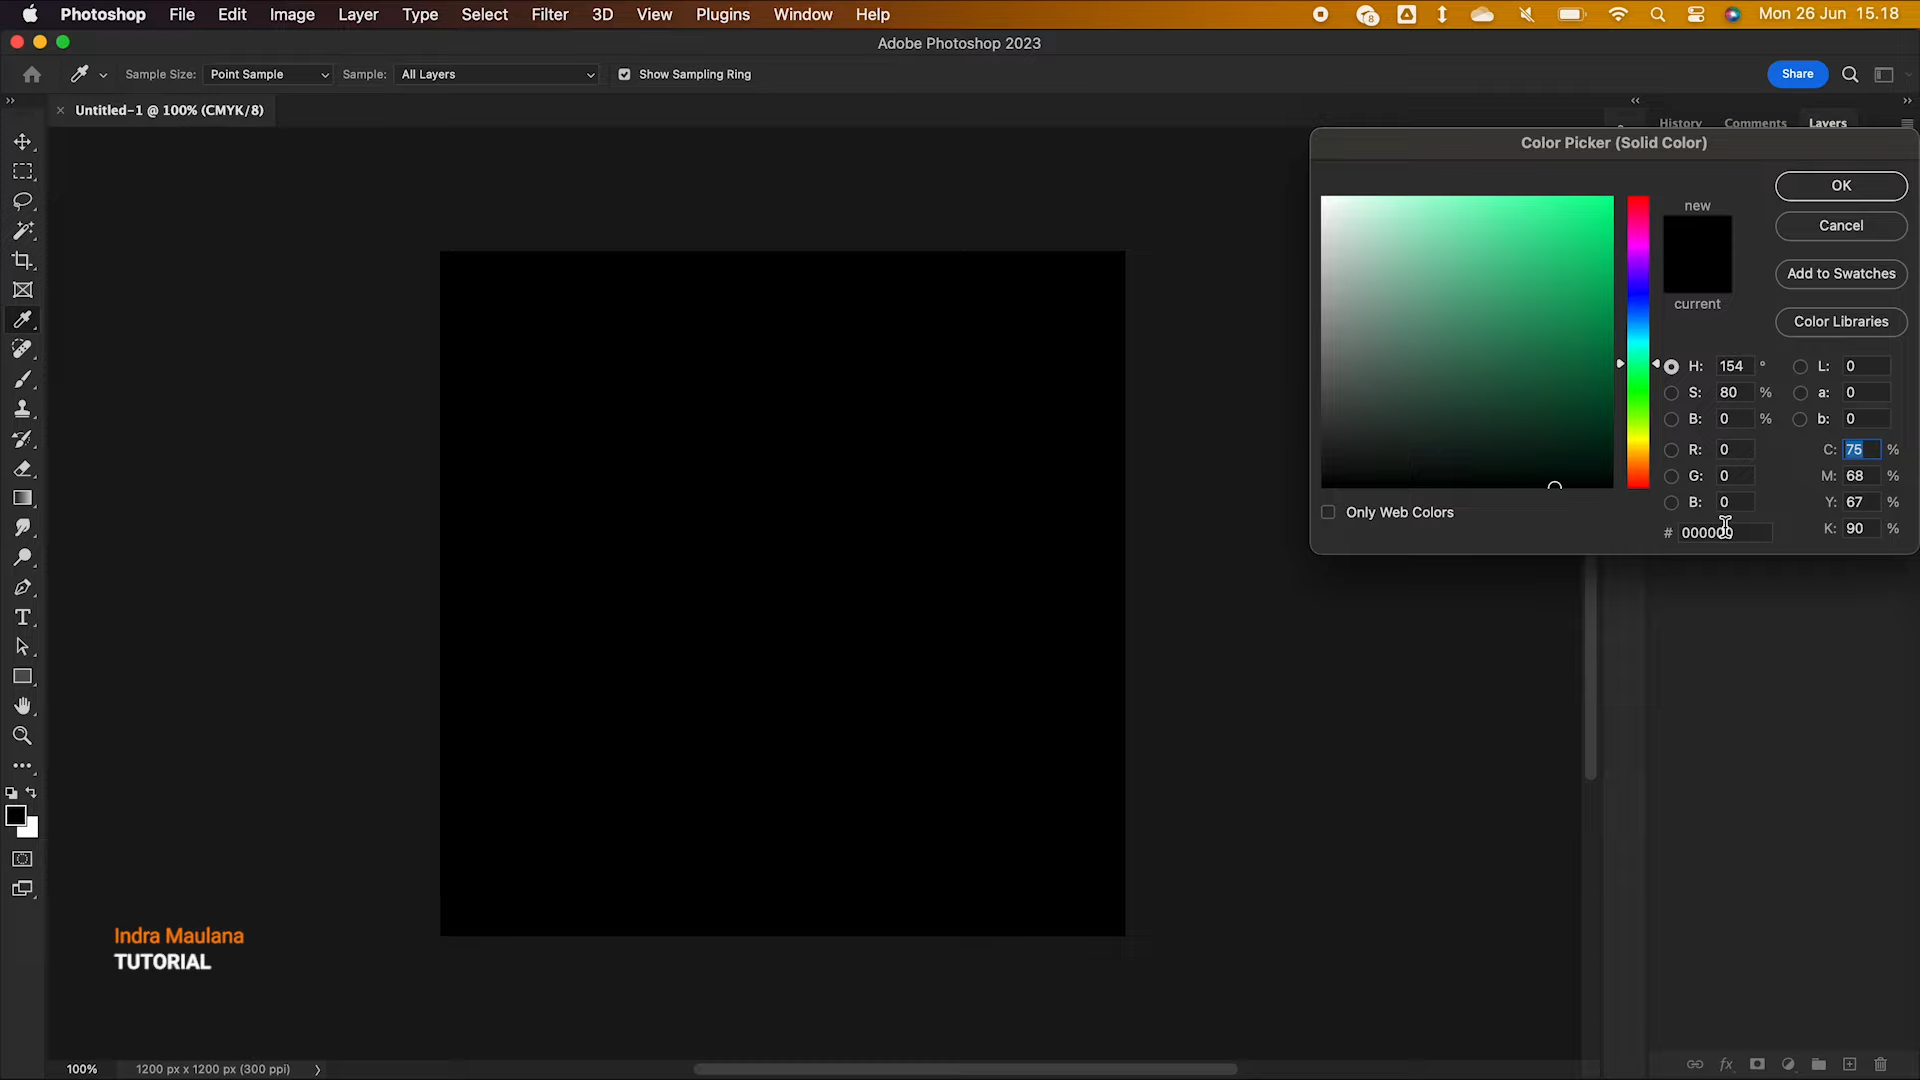 Photoshop File Edit Image Layer Type Select Filter 3D View Plugins Window Help 8 Mon 26 Jun 15.18
Adobe Photoshop 2023
Sample Size: Point Sample Sample: All Layers Show Sampling Ring Share
Untitled-1 @ 100% (CMYK/8)
History Comments Layers
Color Picker (Solid Color)
OK
new
Cancel
Add to Swatches
current
Color Libraries
H: 154 ° L: 0
S: 80 % a: 0
B: 0 % b: 0
R: 0 C: 75 %
G: 0 M: 68 %
B: 0 Y: 67 %
Only Web Colors
# 000000 K: 90 %
Indra Maulana
TUTORIAL
100% 1200 px x 1200 px (300 ppi)
fx